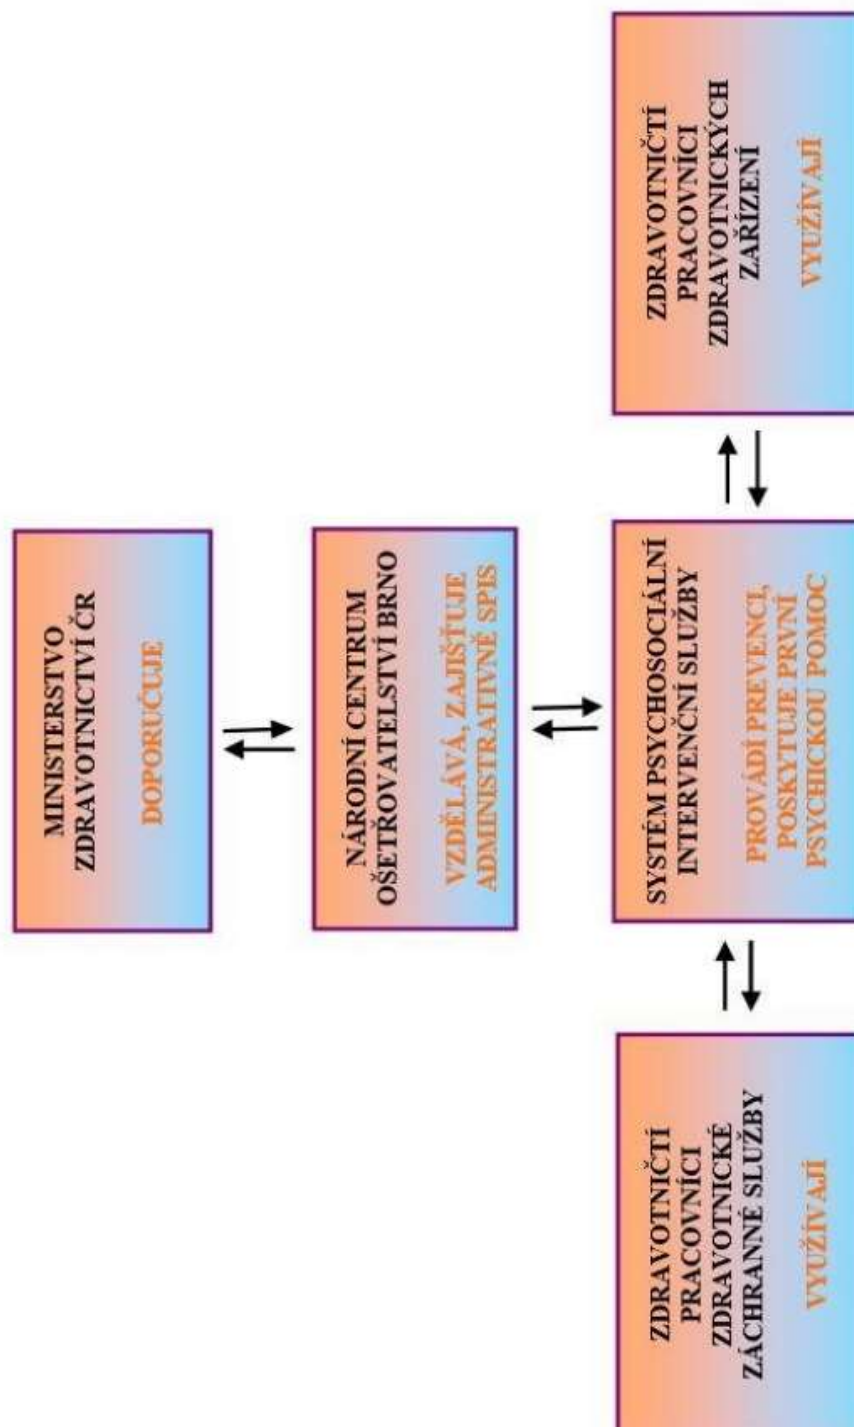 MINISTERSTVO
ZDRAVOTNICTVÍ ČR
DOPORUČUJE
NÁRODNÍ CENTRUM
OŠETŘOVATELSTVÍ BRNO
VZDĚLÁVÁ, ZAJIŠŤUJE
ADMINISTRATIVNĚ SPIS
ZDRAVOTNIČTÍ
PRACOVNÍCI
ZDRAVOTNICKÉ
ZÁCHRANNÉ SLUŽBY
VYUŽÍVAJÍ
SYSTÉM PSYCHOSOCIÁLNÍ
INTERVENČNÍ SLUŽBY
PROVÁDÍ PREVENCI,
POSKYTUJE PRVNÍ
PSYCHICKOU POMOC
ZDRAVOTNIČTÍ
PRACOVNÍCI
ZDRAVOTNICKÝCH
ZAŘÍZENÍ
VYUŽÍVAJÍ